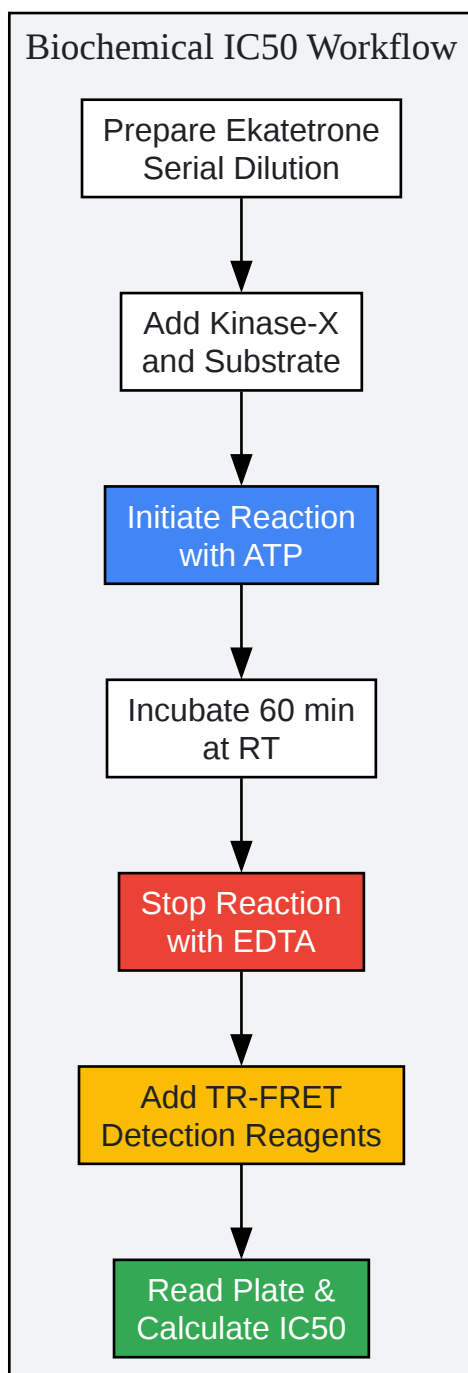 Biochemical IC50 Workflow
Prepare Ekatetrone
Serial Dilution
Add Kinase-X
and Substrate
Initiate Reaction
with ATP
Incubate 60 min
at RT
Stop Reaction
with EDTA
Add TR-FRET
Detection Reagents
Read Plate &
Calculate IC50